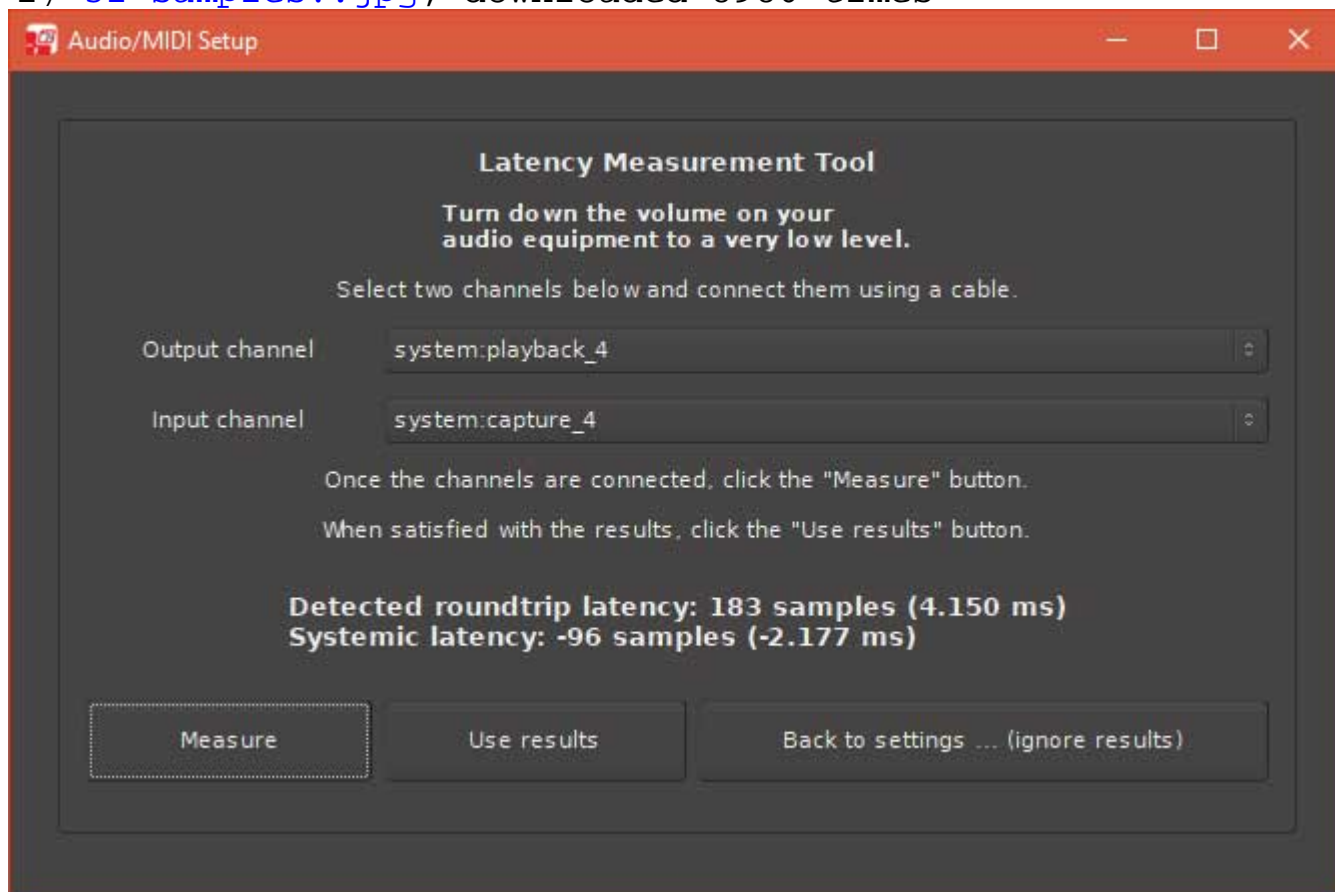 Audio/MIDI Setup
Latency Measurement Tool
Turn down the volume on your
audio equipment to a very low level.
Select two channels below and connect them using a cable.
Output channel
system:playback_4
Input channel
system:capture_4
Once the channels are connected, click the "Measure" button.
When satisfied with the results, click the "Use results" button.
Detected roundtrip latency: 183 samples (4.150 ms)
Systemic latency: -96 samples (-2.177 ms)
Measure
Use results
Back to settings ... (ignore results)